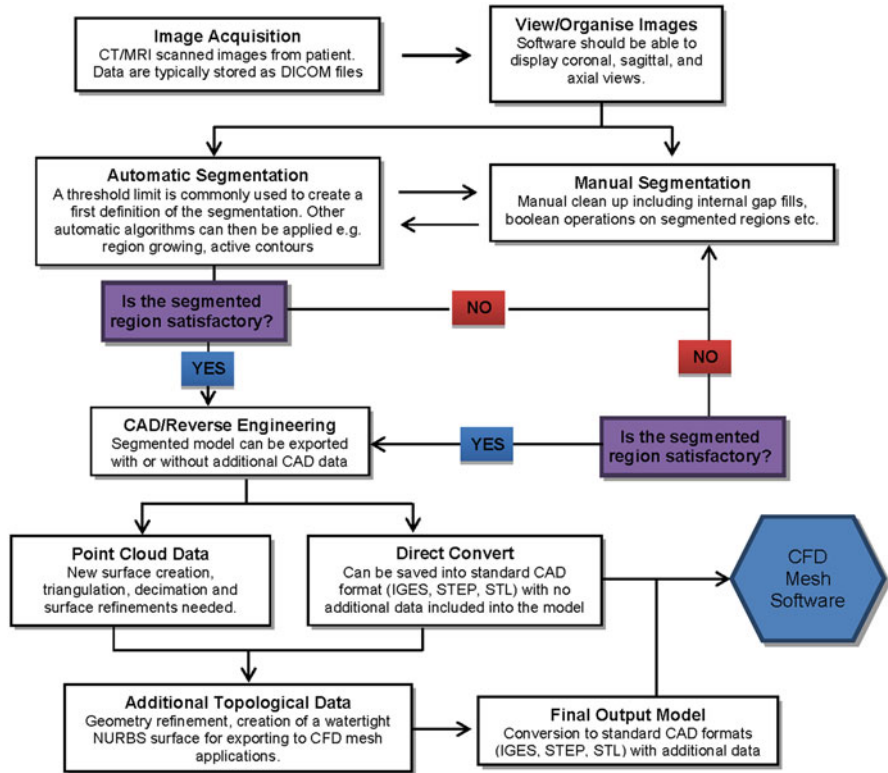 Image Acquisition
CT/MRI scanned images from patient.
Data are typically stored as DICOM files
View/Organise Images
Software should be able to
display coronal, sagittal, and
axial views.
Automatic Segmentation
A threshold limit is commonly used to create a
first definition of the segmentation. Other
automatic algorithms can then be applied e.g.
region growing, active contours
Manual Segmentation
Manual clean up including internal gap fills,
boolean operations on segmented regions etc.
Is the segmented
region satisfactory?
NO
NO
YES
CAD/Reverse Engineering
Segmented model can be exported
with or without additional CAD data
YES
Is the segmented
region satisfactory?
Point Cloud Data
New surface creation,
triangulation, decimation and
surface refinements needed.
Direct Convert
Can be saved into standard CAD
format (IGES, STEP, STL) with no
additional data included into the model
CFD
Mesh
Software
Additional Topological Data
Geometry refinement, creation of a watertight
NURBS surface for exporting to CFD mesh
applications.
Final Output Model
Conversion to standard CAD formats
(IGES, STEP, STL) with additional data